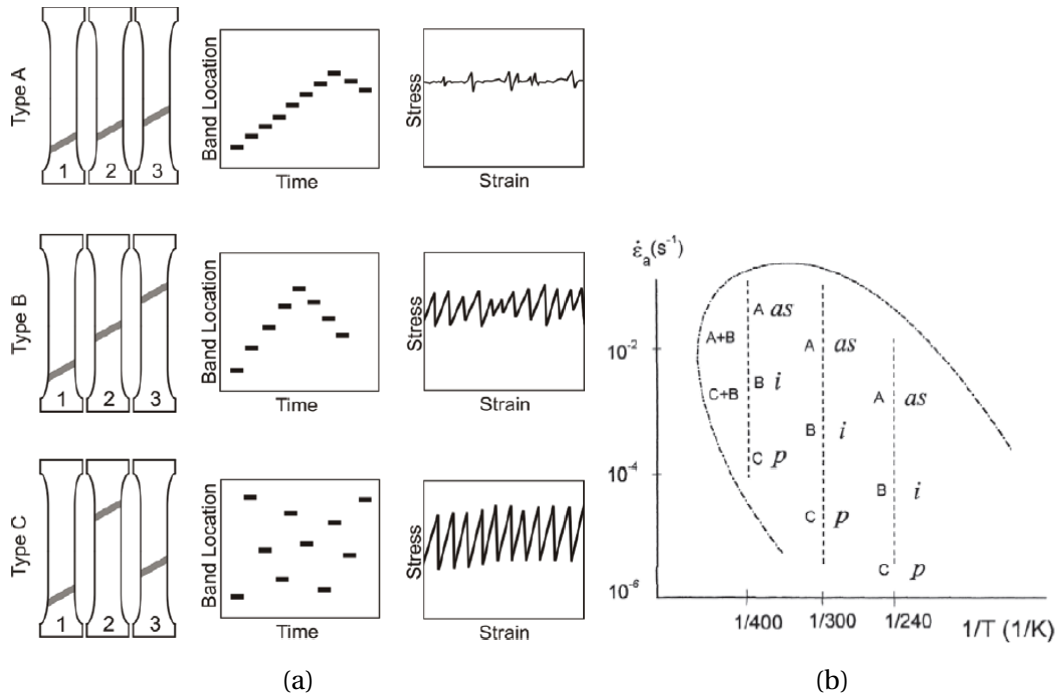 Type A
1 2 3
Band Location
Time
Stress
Strain
Type B
1 2 3
Band Location
Time
Stress
Strain
Type C
1 2 3
Band Location
Time
Stress
Strain
(a)
ε̇ₐ(s⁻¹)
A as
A+B
A as
10⁻²
B i
C+B
A as
B i
C p
10⁻⁴
B i
C p
C p
10⁻⁶
1/400 1/300 1/240
1/T (1/K)
(b)